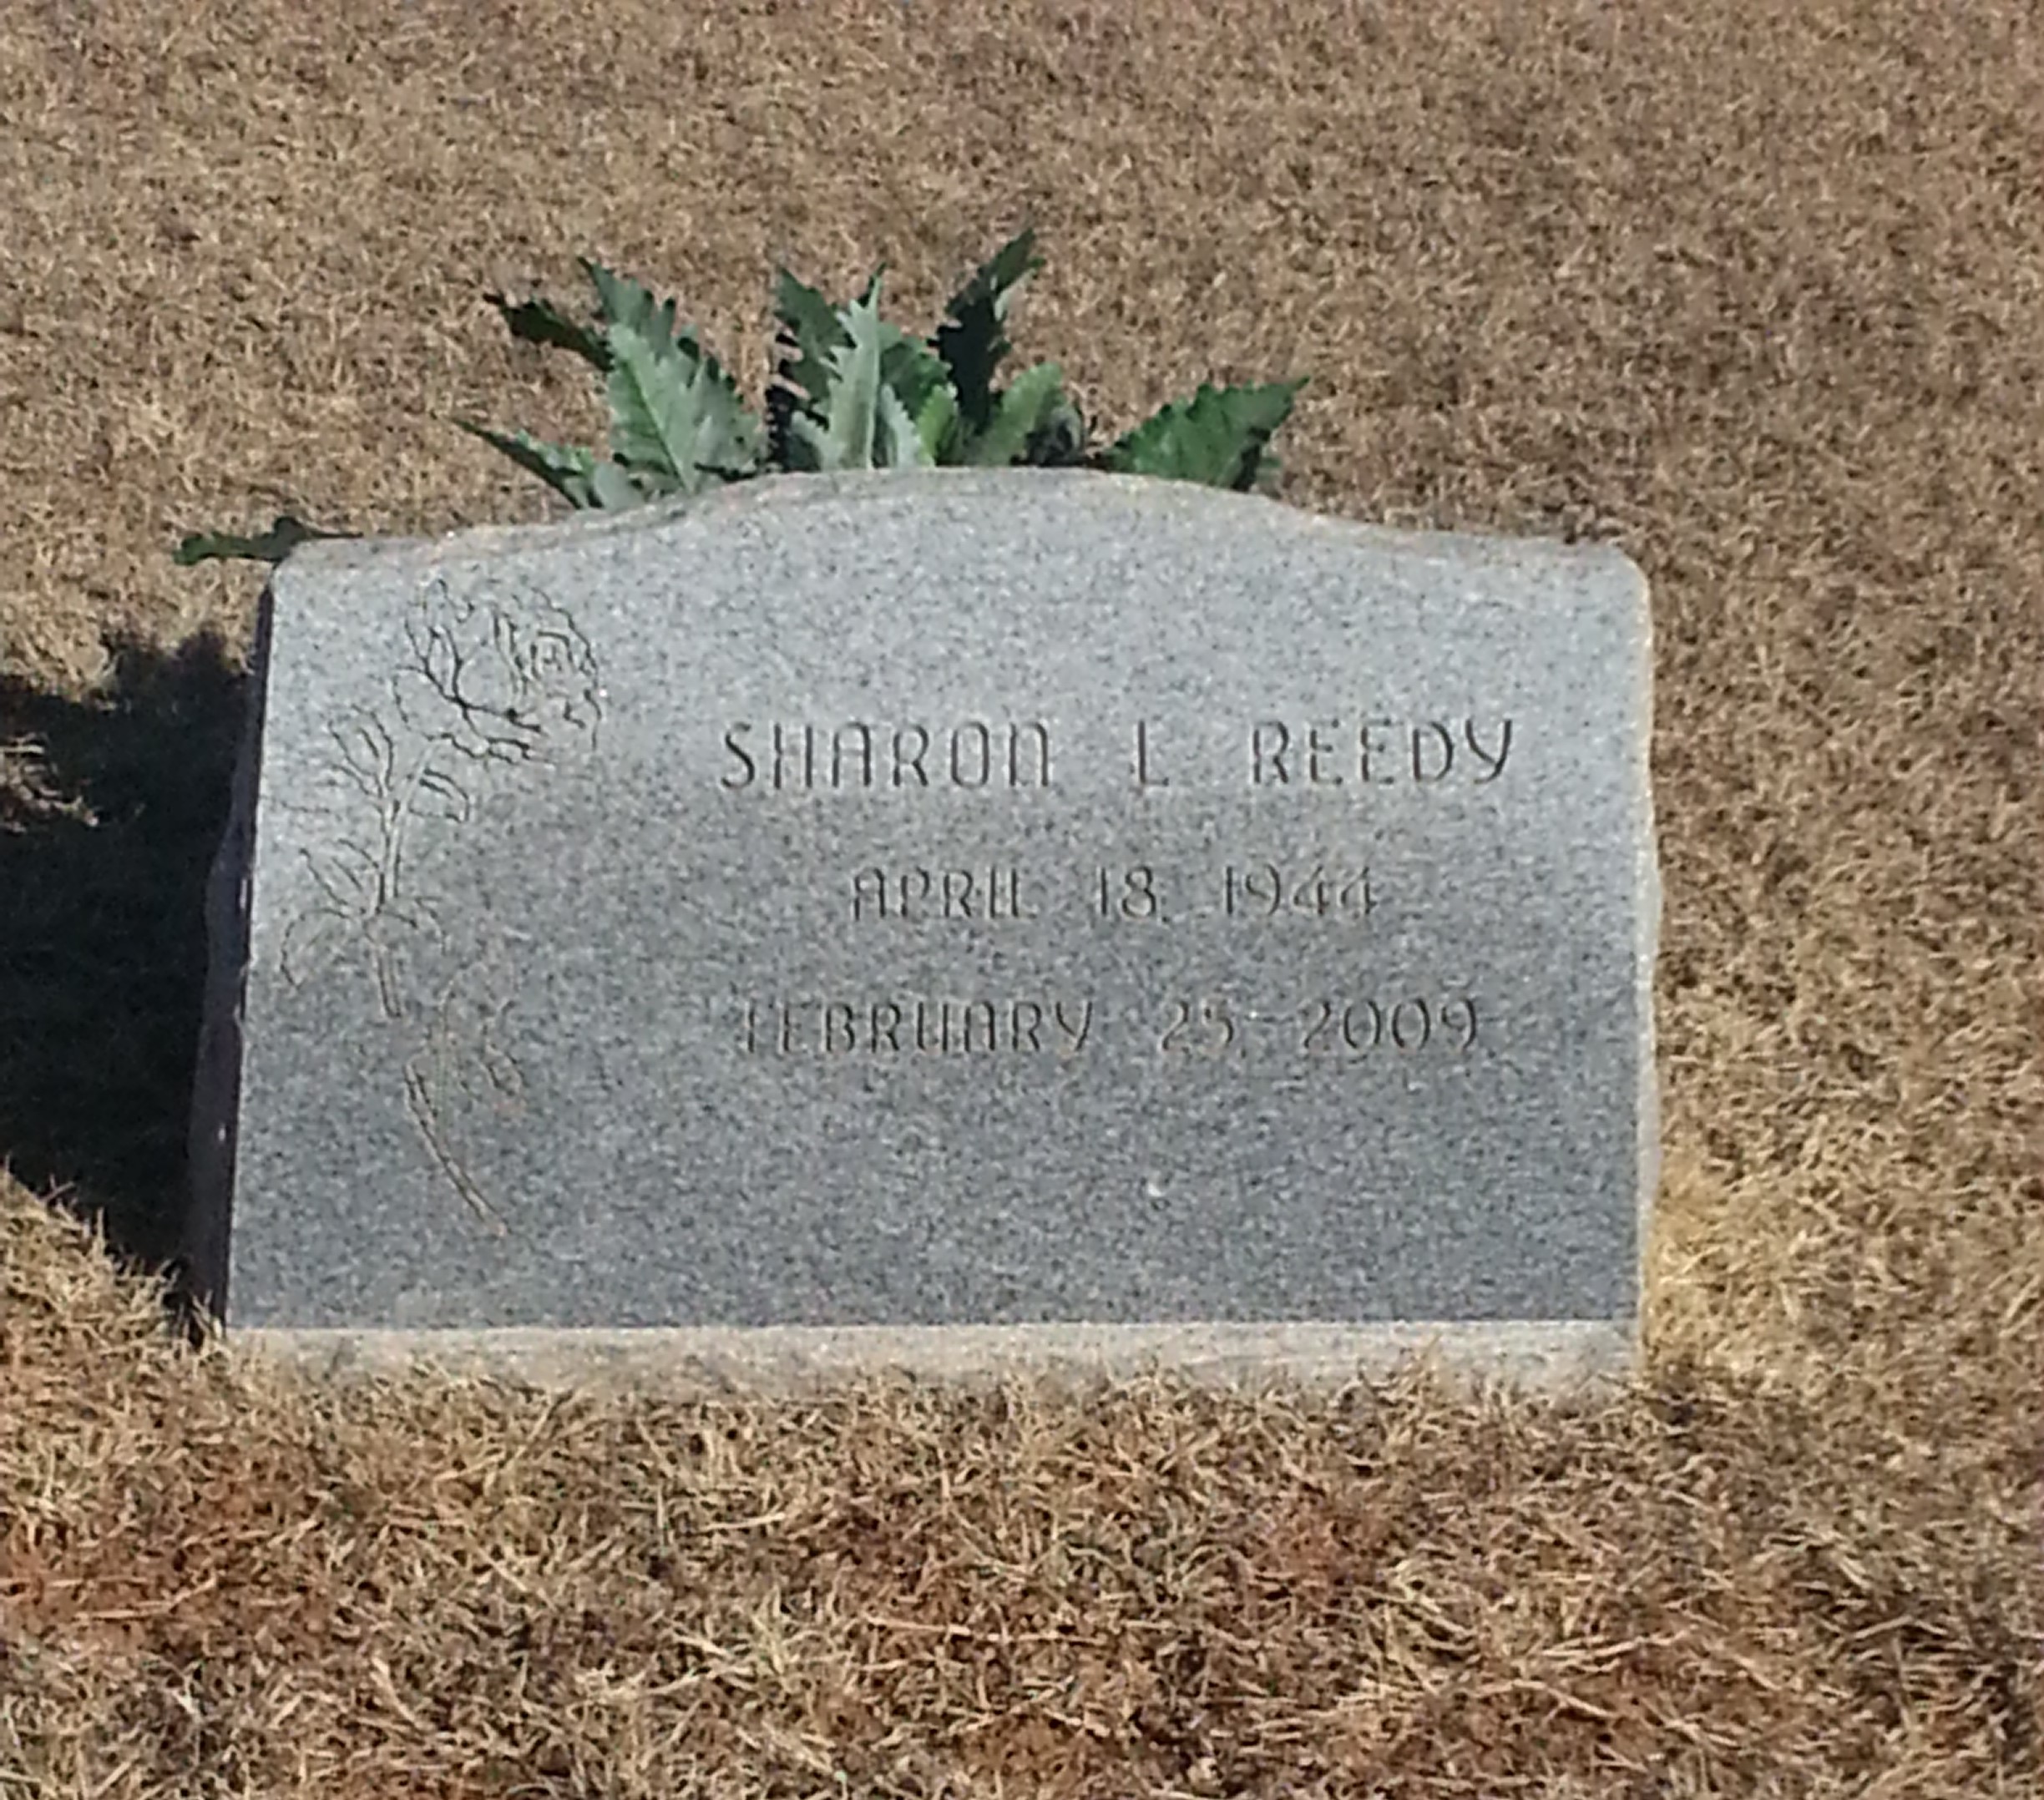 SHARON L REEDY
APRIL 18, 1944
FEBRUARY 25, 2009